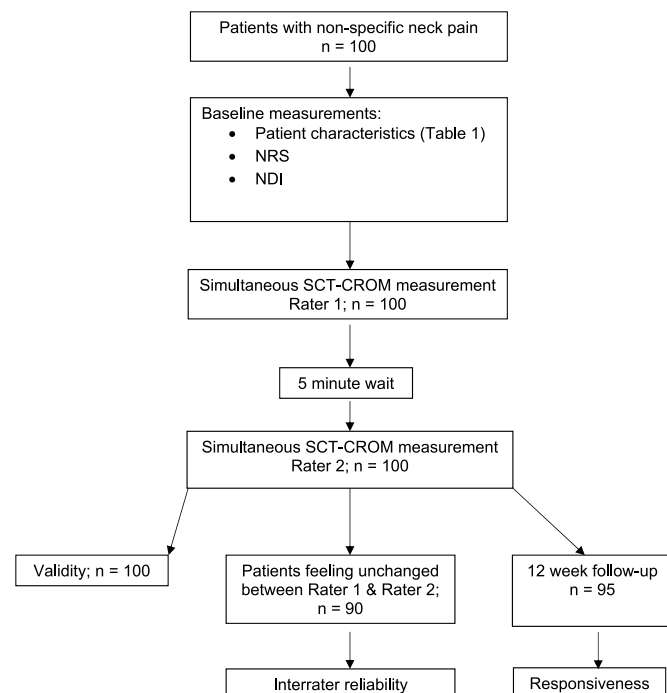 Patients with non-specific neck pain
n = 100
Baseline measurements:
• Patient characteristics (Table 1)
• NRS
• NDI
Simultaneous SCT-CROM measurement
Rater 1; n = 100
5 minute wait
Simultaneous SCT-CROM measurement
Rater 2; n = 100
Validity; n = 100
Patients feeling unchanged
between Rater 1 & Rater 2;
n = 90
12 week follow-up
n = 95
Interrater reliability
Responsiveness